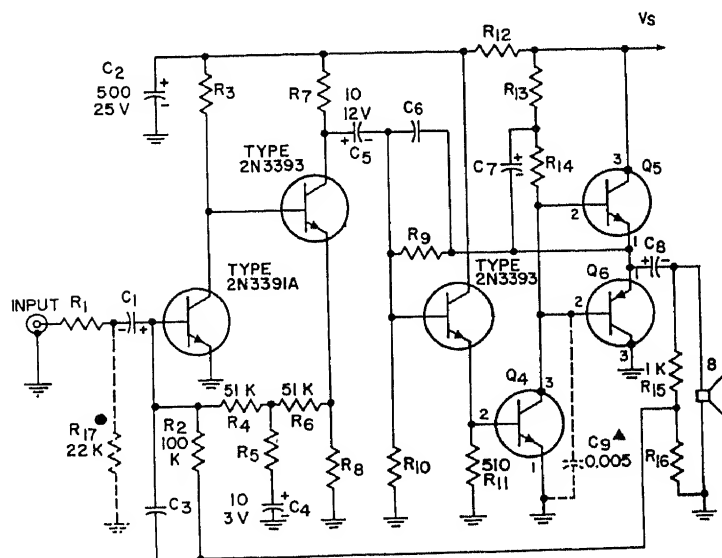 R12
VS
C2
500
25 V
R3
R7
R13
10
12V
C5
C6
C7
R14
Q5
3
2
1
TYPE
2N3393
R9
C8
TYPE
2N3391A
TYPE
2N3393
Q6
1
2
3
INPUT
R1
C1
R17
22 K
R2
100
K
51 K
R4
51 K
R6
R5
R8
R10
510
R11
Q4
3
2
1
C9
0.005
1 K
R15
8
R16
C3
10
3 V
C4